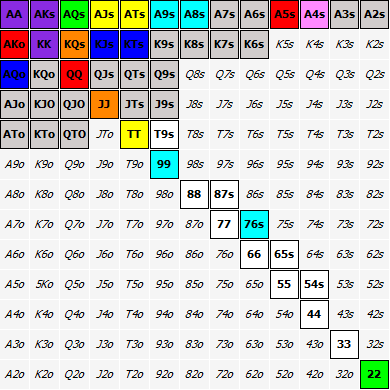 AA AKs AQs AJs ATs A9s A8s A7s A6s A5s A4s A3s A2s
AKo KK KQs KJs KTs K9s K8s K7s K6s K5s K4s K3s K2s
AQo KQo QQ QJs QTs Q9s Q8s Q7s Q6s Q5s Q4s Q3s Q2s
AJo KJO QJO JJ JTs J9s J8s J7s J6s J5s J4s J3s J2s
ATo KTo QTO JTo TT T9s T8s T7s T6s T5s T4s T3s T2s
A9o K9o Q9o J9o T9o 99 98s 97s 96s 95s 94s 93s 92s
A8o K8o Q8o J8o T8o 98o 88 87s 86s 85s 84s 83s 82s
A7o K7o Q7o J7o T7o 97o 87o 77 76s 75s 74s 73s 72s
A6o K6o Q6o J6o T6o 96o 86o 76o 66 65s 64s 63s 62s
A5o 5Ko Q5o J5o T5o 95o 85o 75o 65o 55 54s 53s 52s
A4o K4o Q4o J4o T4o 94o 84o 74o 64o 54o 44 43s 42s
A3o K3o Q3o J3o T3o 93o 83o 73o 63o 53o 43o 33 32s
A2o K2o Q2o J2o T2o 92o 82o 72o 62o 52o 42o 32o 22